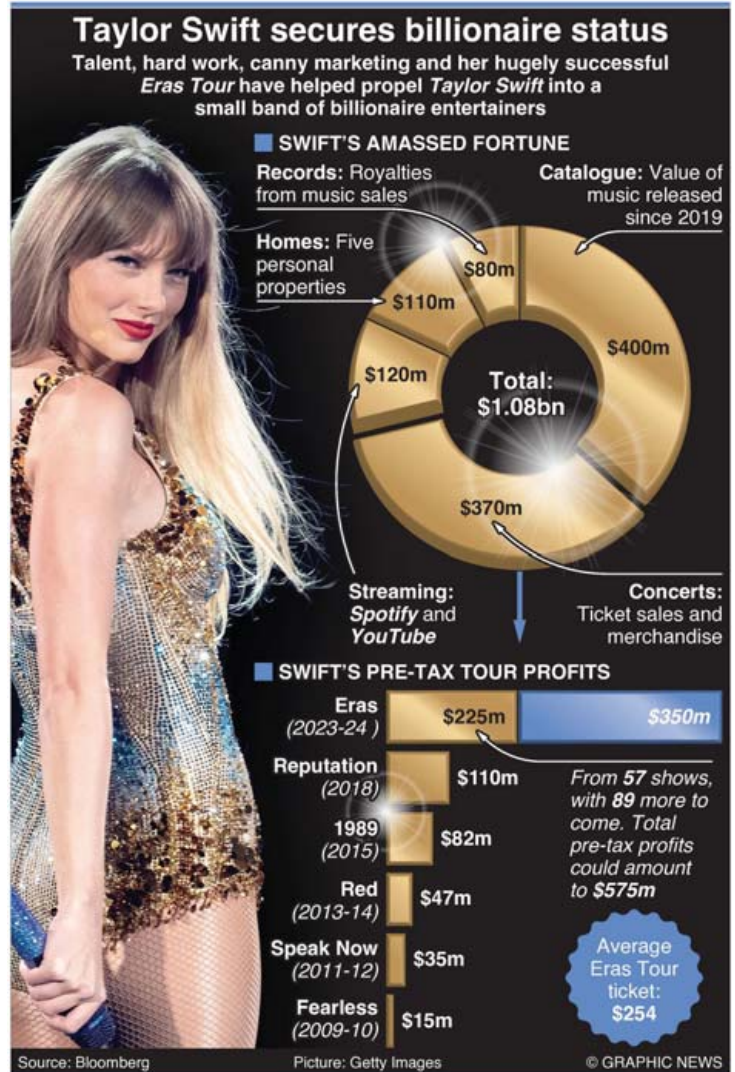 Taylor Swift secures billionaire status
Talent, hard work, canny marketing and her hugely successful
Eras Tour have helped propel Taylor Swift into a
small band of billionaire entertainers
SWIFT'S AMASSED FORTUNE
Records: Royalties
from music sales
Catalogue: Value of
music released
since 2019
Homes: Five
personal
properties
$80m
$110m
$400m
$120m
Total:
$1.08bn
$370m
Streaming:
Spotify and
YouTube
Concerts:
Ticket sales and
merchandise
SWIFT'S PRE-TAX TOUR PROFITS
Eras
(2023-24 )
$225m
$350m
Reputation
(2018)
$110m
1989
(2015)
$82m
Red
(2013-14)
$47m
Speak Now
(2011-12)
$35m
Fearless
(2009-10)
$15m
From 57 shows,
with 89 more to
come. Total
pre-tax profits
could amount
to $575m
Average
Eras Tour
ticket:
$254
Source: Bloomberg
Picture: Getty Images
© GRAPHIC NEWS